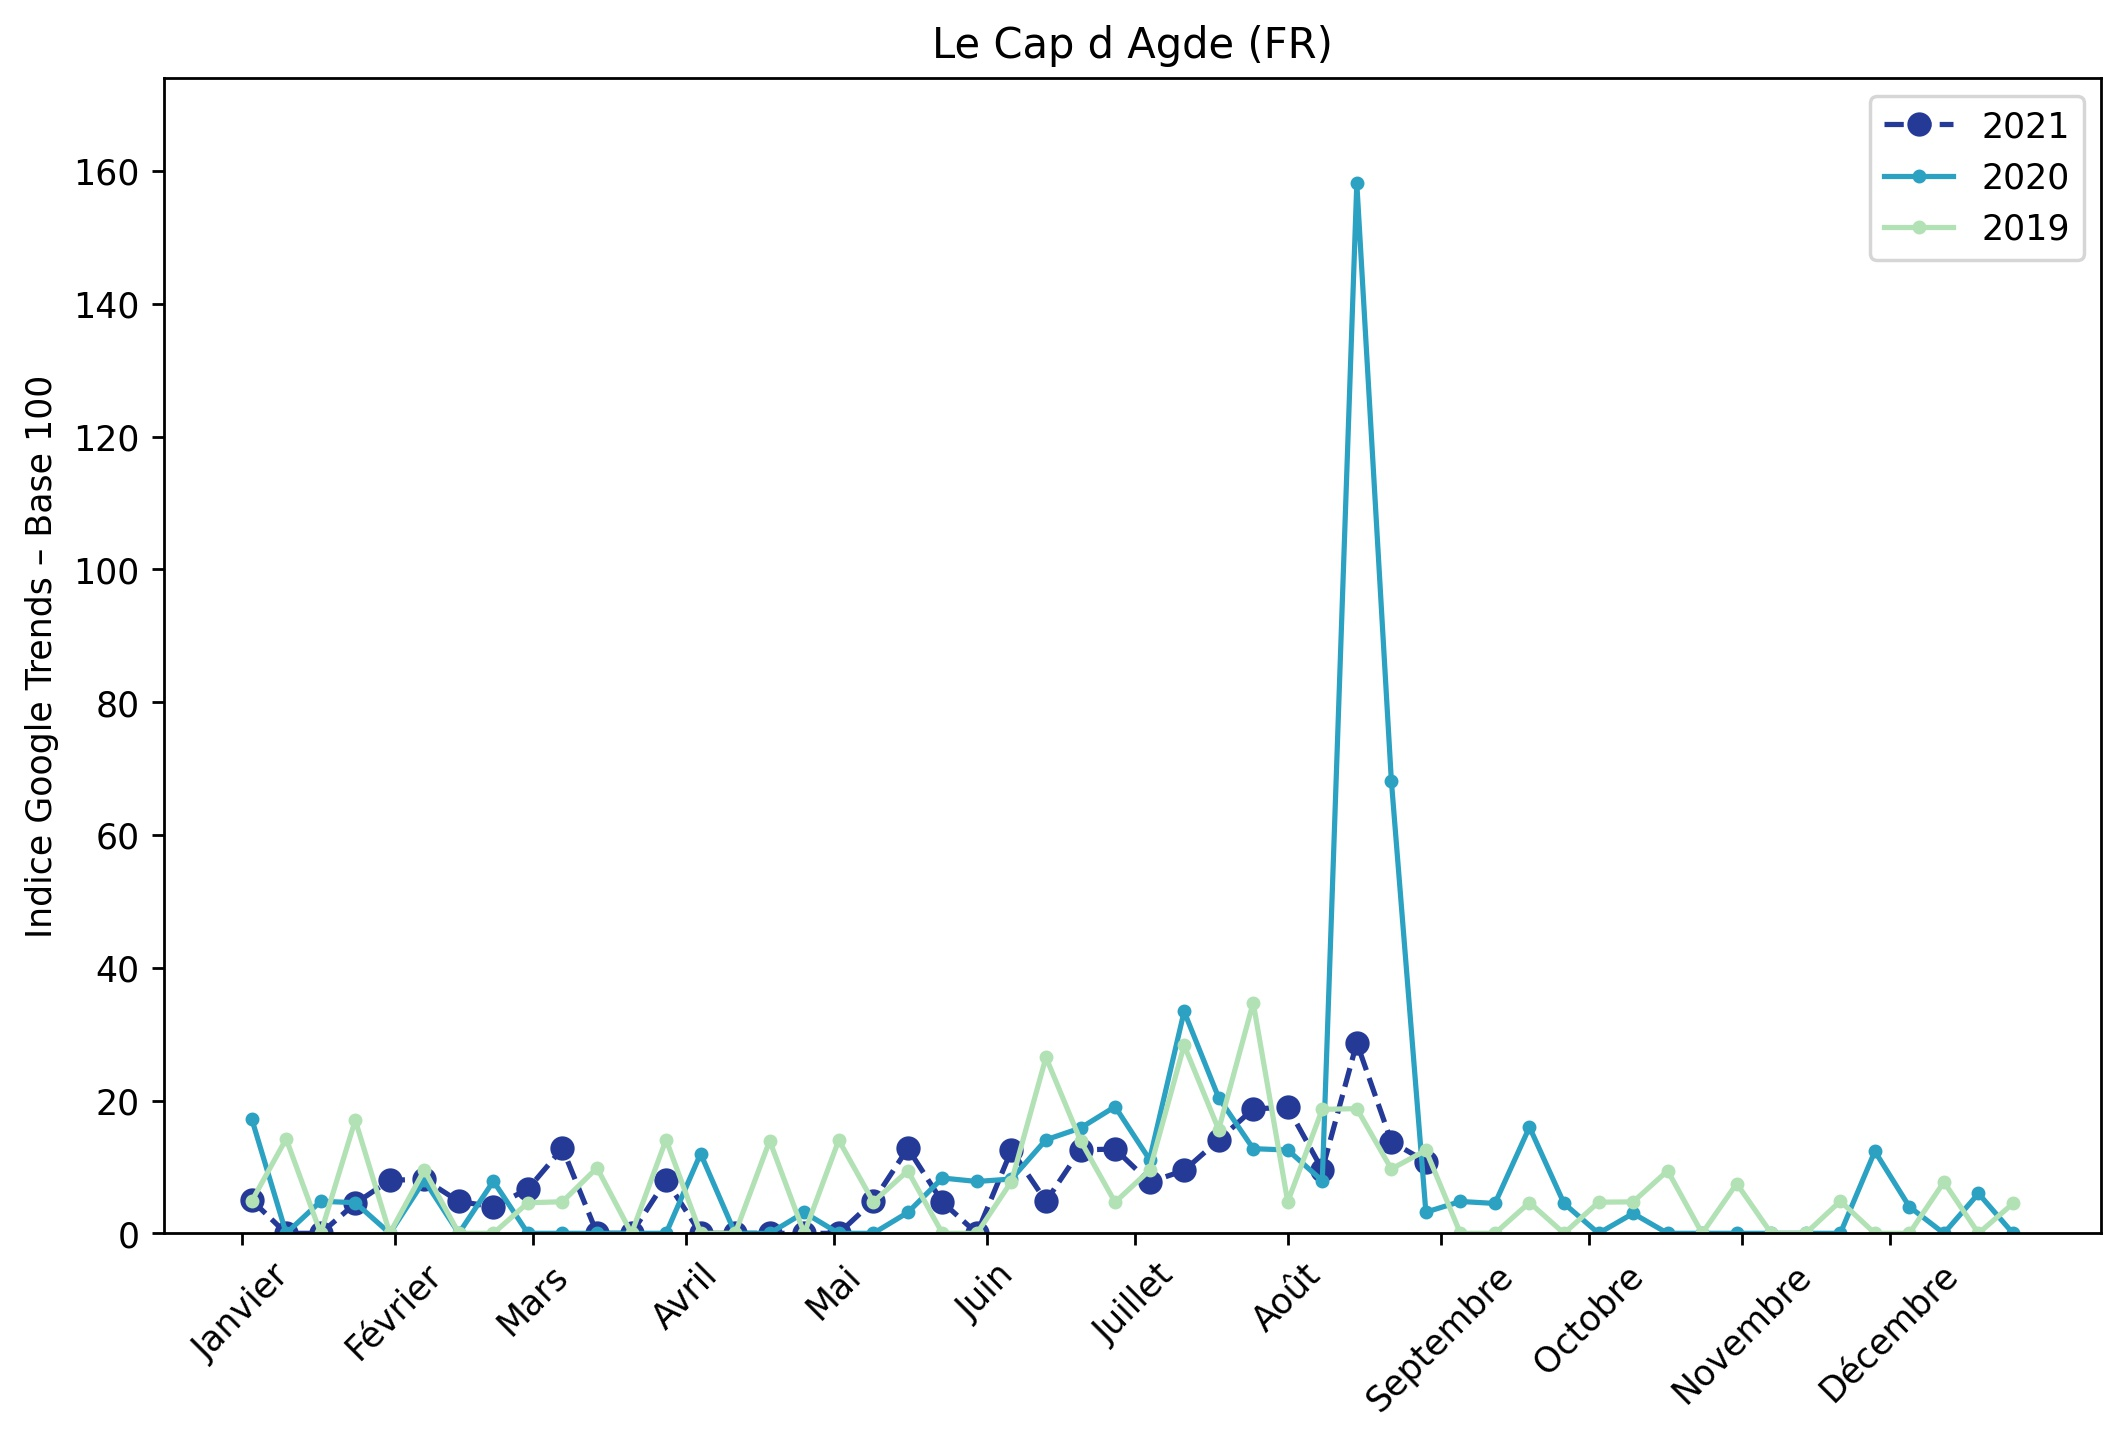 Le Cap d Agde (FR)
2021
2020
2019
Indice Google Trends – Base 100
160
140
120
100
80
60
40
20
0
Janvier
Février
Mars
Avril
Mai
Juin
Juillet
Août
Septembre
Octobre
Novembre
Décembre